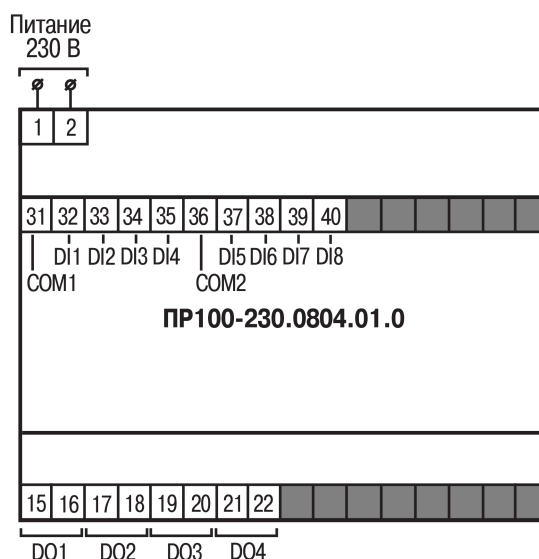 Питание
230 В
1 2
31 32 33 34 35 36 37 38 39 40
DI1 DI2 DI3 DI4 DI5 DI6 DI7 DI8
COM1 COM2
ПР100-230.0804.01.0
15 16 17 18 19 20 21 22
DO1 DO2 DO3 DO4